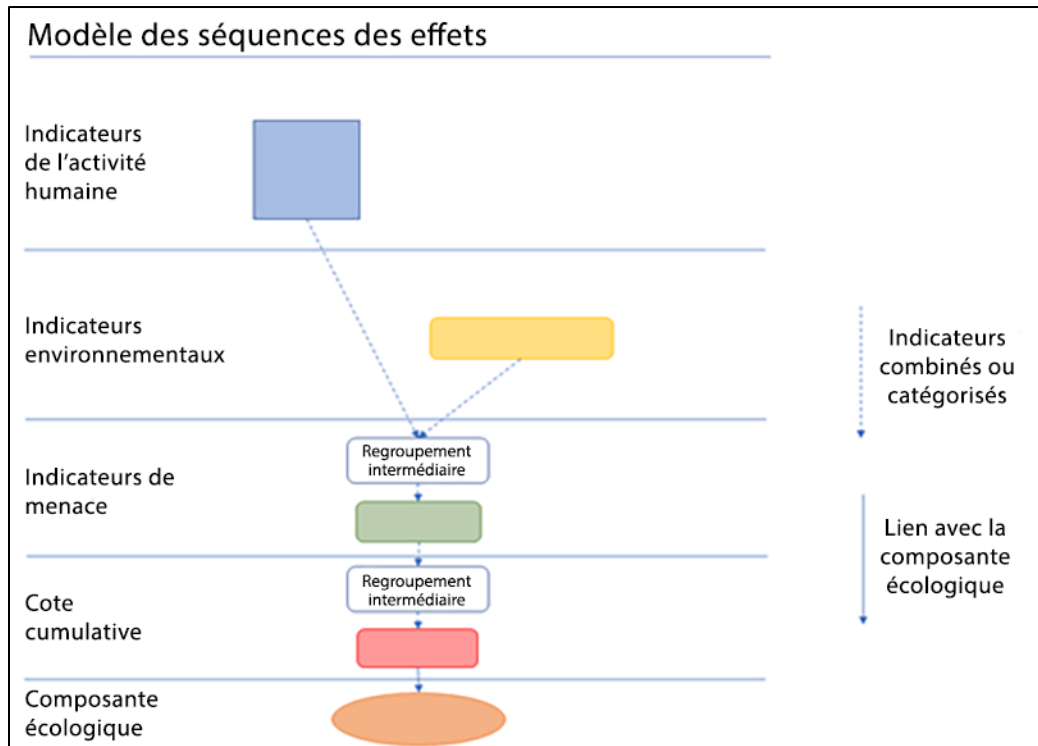 Modèle des séquences des effets
Indicateurs
de l'activité
humaine
Indicateurs
environnementaux
Indicateurs
combinés ou
catégorisés
Indicateurs de
menace
Regroupement
intermédiaire
Lien avec la
composante
écologique
Cote
cumulative
Regroupement
intermédiaire
Composante
écologique